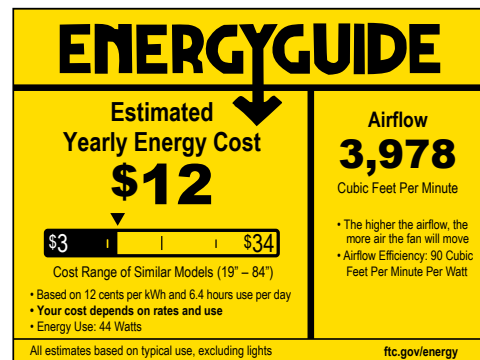 ENERGYGUIDE
Estimated
Yearly Energy Cost
$12
$3
$34
Cost Range of Similar Models (19” – 84”)
• Based on 12 cents per kWh and 6.4 hours use per day
• Your cost depends on rates and use
• Energy Use: 44 Watts
Airflow
3,978
Cubic Feet Per Minute
• The higher the airflow, the
more air the fan will move
• Airflow Efficiency: 90 Cubic
Feet Per Minute Per Watt
All estimates based on typical use, excluding lights
ftc.gov/energy